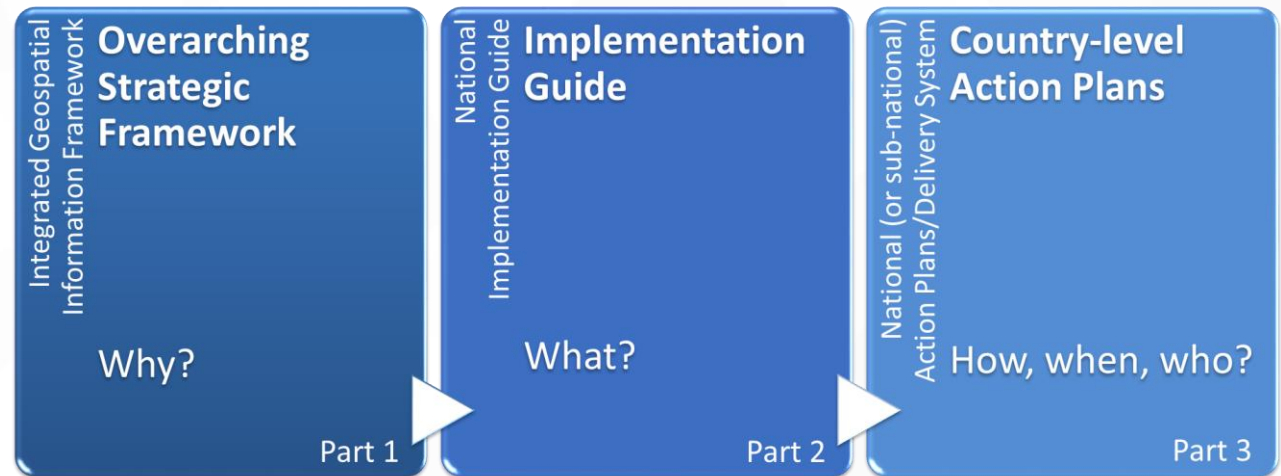 Integrated Geospatial
Information Framework
Overarching
Strategic
Framework
Why?
Part 1
National
Implementation Guide
Implementation
Guide
What?
Part 2
National (or sub-national)
Action Plans/Delivery System
Country-level
Action Plans
How, when, who?
Part 3